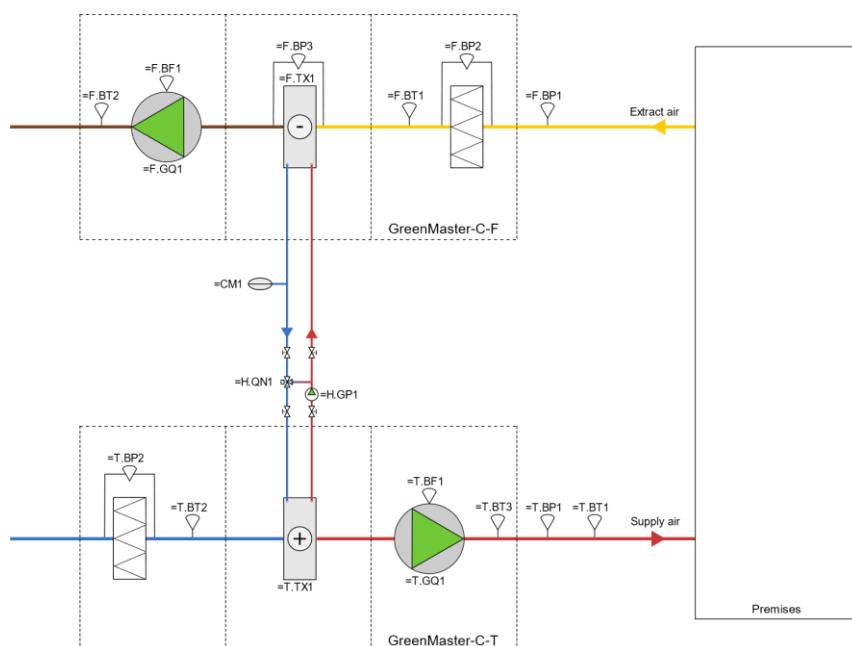 =F.BP3
=F.BP2
=F.BF1
=F.TX1
=F.BT2
=F.BT1
=F.BP1
Extract air
=F.GQ1
GreenMaster-C-F
=CM1
=H.QN1
=H.GP1
=T.BP2
=T.BF1
=T.BT2
=T.BT3
=T.BP1
=T.BT1
Supply air
=T.TX1
=T.GQ1
Premises
GreenMaster-C-T